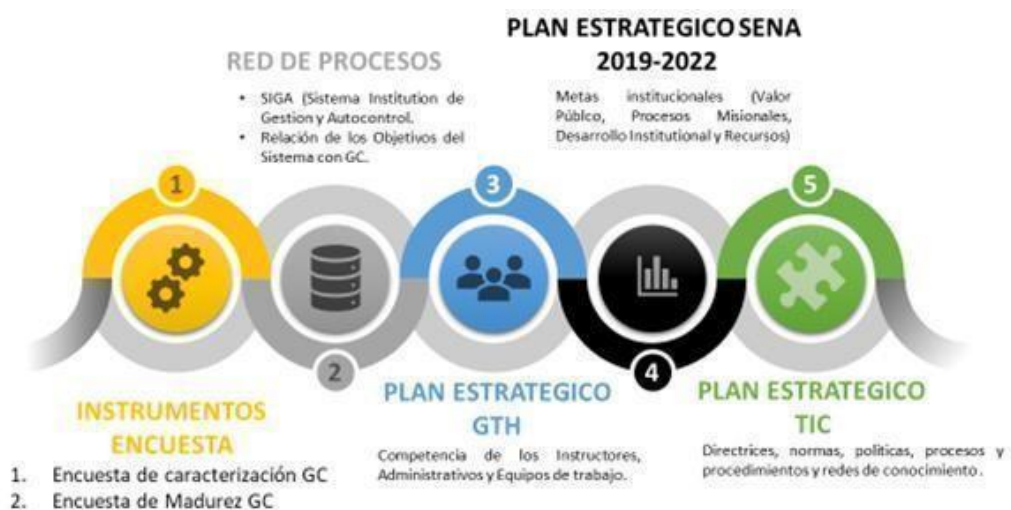 PLAN ESTRATEGICO SENA
2019-2022
RED DE PROCESOS
• SIGA (Sistema Institution de
Gestion y Autocontrol.
• Relación de los Objetivos del
Sistema con GC.
Metas institucionales (Valor
Públco, Procesos Misionales,
Desarrollo Institutional y Recursos)
1
3
5
2
4
INSTRUMENTOS
ENCUESTA
1. Encuesta de caracterización GC
2. Encuesta de Madurez GC
PLAN ESTRATEGICO
GTH
Competencia de los Instructores,
Administrativos y Equipos de trabajo.
PLAN ESTRATEGICO
TIC
Directrices, normas, politicas, procesos y
procedimientos y redes de conocimiento.